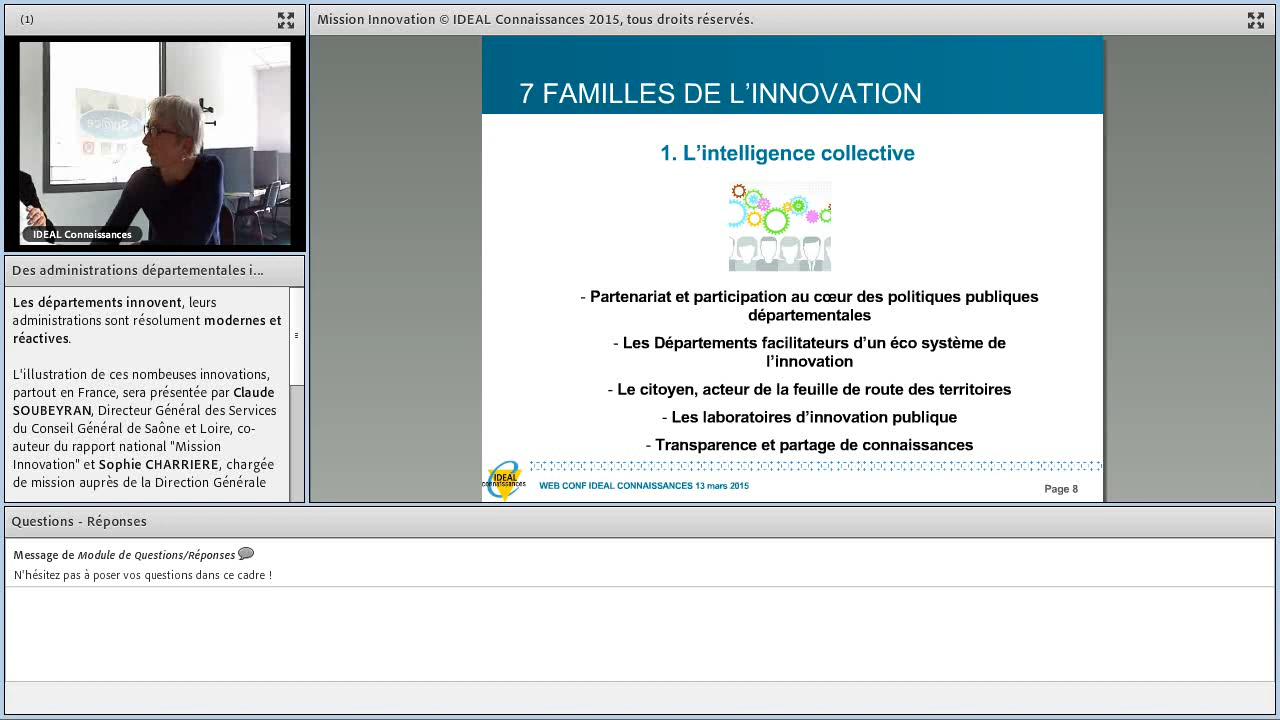 (1)
Mission Innovation © IDEAL Connaissances 2015, tous droits réservés.
IDEAL Connaissances
Des administrations départementales i...
Les départements innovent, leurs
administrations sont résolument modernes et
réactives.
L'illustration de ces nombreuses innovations,
partout en France, sera présentée par Claude
SOUBEYRAN, Directeur Général des Services
du Conseil Général de Saône et Loire, co-
auteur du rapport national "Mission
Innovation" et Sophie CHARRIERE, chargée
de mission auprès de la Direction Générale
7 FAMILLES DE L’INNOVATION
1. L’intelligence collective
- Partenariat et participation au cœur des politiques publiques
départementales
- Les Départements facilitateurs d’un éco système de
l’innovation
- Le citoyen, acteur de la feuille de route des territoires
- Les laboratoires d’innovation publique
- Transparence et partage de connaissances
IDEAL
connaissances
WEB CONF IDEAL CONNAISSANCES 13 mars 2015
Page 8
Questions - Réponses
Message de Module de Questions/Réponses
N'hésitez pas à poser vos questions dans ce cadre !